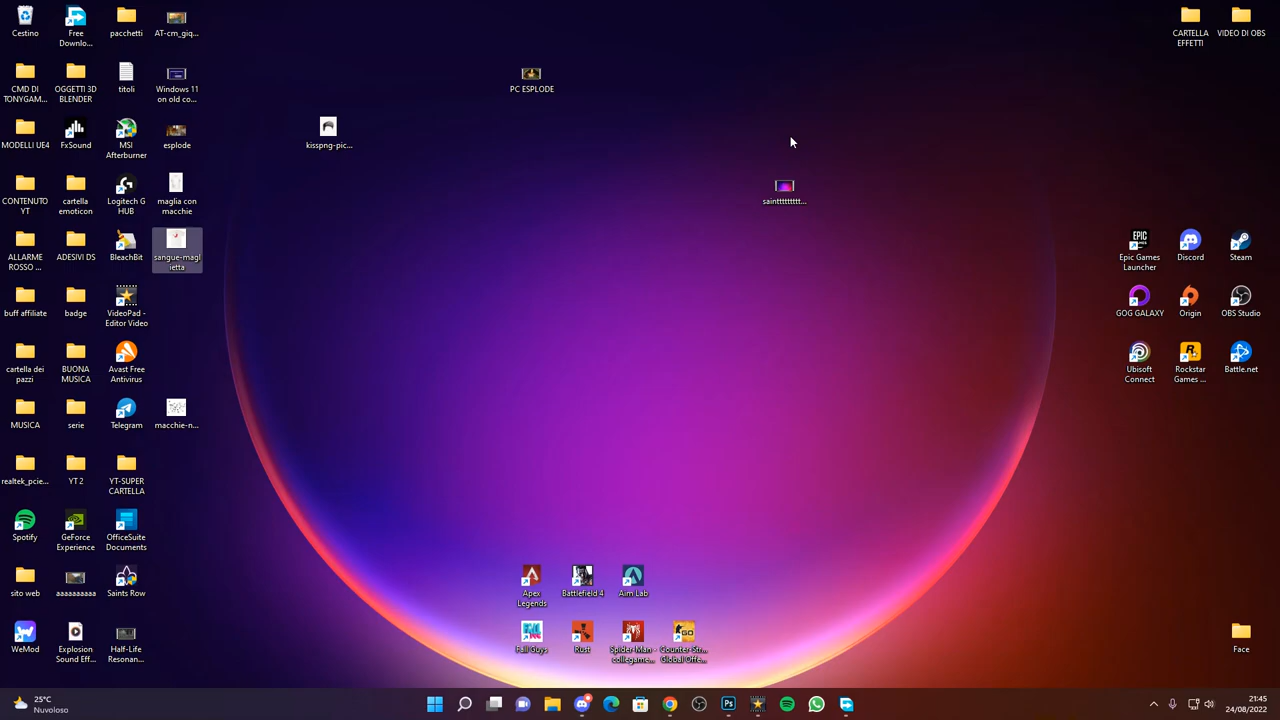 Cestino
Free
Downlo...
pacchetti
AT-cm_giq...
CMD DI
TONYGAM...
OGGETTI 3D
BLENDER
titoli
Windows 11
on old co...
MODELLI UE4
FxSound
MSI
Afterburner
esplode
CONTENUTO
YT
cartella
emoticon
Logitech G
HUB
maglia con
macchie
ALLARME
ROSSO ...
ADESIVI DS
BleachBit
sangue-magl
ietta
buff affiliate
badge
VideoPad -
Editor Video
cartella dei
pazzi
BUONA
MUSICA
Avast Free
Antivirus
MUSICA
serie
Telegram
macchie-n...
realtek_pcie...
YT 2
YT-SUPER
CARTELLA
Spotify
GeForce
Experience
OfficeSuite
Documents
sito web
aaaaaaaaaa
Saints Row
WeMod
Explosion
Sound Eff...
Half-Life
Resonan...
kisspng-pic...
PC ESPLODE
Apex
Legends
Battlefield 4
Aim Lab
Fall Guys
Rust
Spider-Man -
collegame...
Counter-Str...
Global Offe...
CARTELLA
EFFETTI
VIDEO DI OBS
EPIC
GAMES
Epic Games
Launcher
Discord
Steam
GOG GALAXY
Origin
OBS Studio
Ubisoft
Connect
Rockstar
Games ...
Battle.net
Face
25°C
Nuvoloso
21:45
24/08/2022